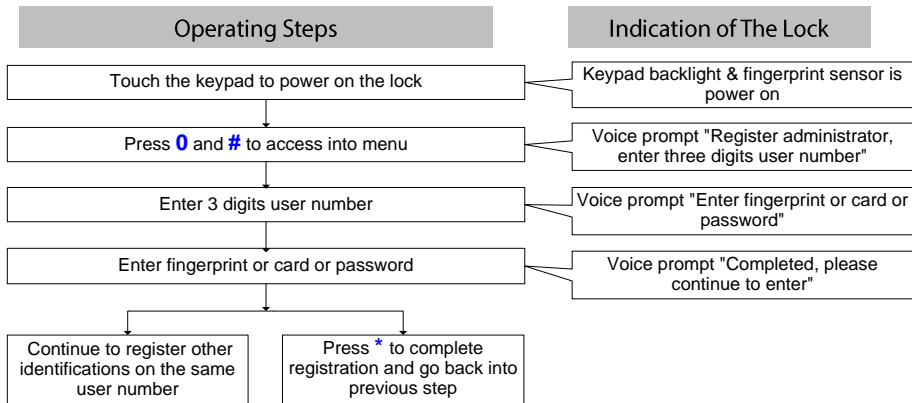 Operating Steps
Indication of The Lock
Touch the keypad to power on the lock
Keypad backlight & fingerprint sensor is
power on
Press 0 and # to access into menu
Voice prompt "Register administrator,
enter three digits user number"
Enter 3 digits user number
Voice prompt "Enter fingerprint or card or
password"
Enter fingerprint or card or password
Voice prompt "Completed, please
continue to enter"
Continue to register other
identifications on the same
user number
Press * to complete
registration and go back into
previous step